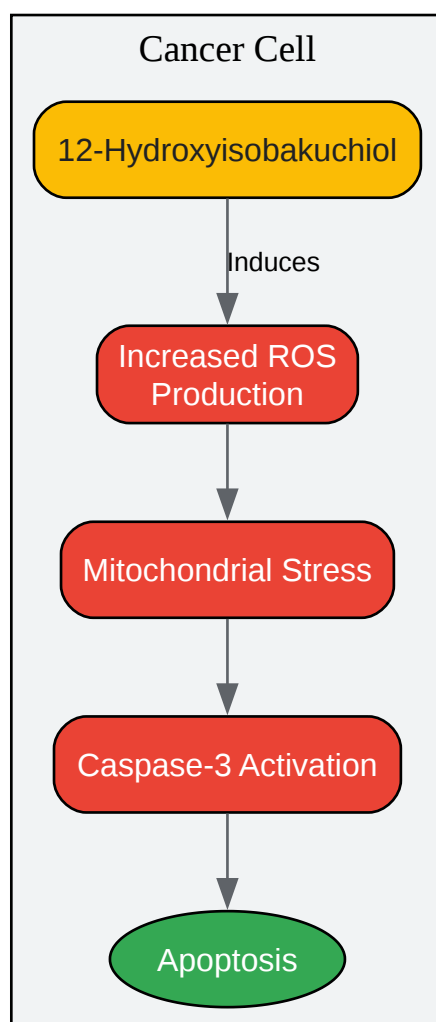 Cancer Cell
12-Hydroxyisobakuchiol
Induces
Increased ROS
Production
Mitochondrial Stress
Caspase-3 Activation
Apoptosis